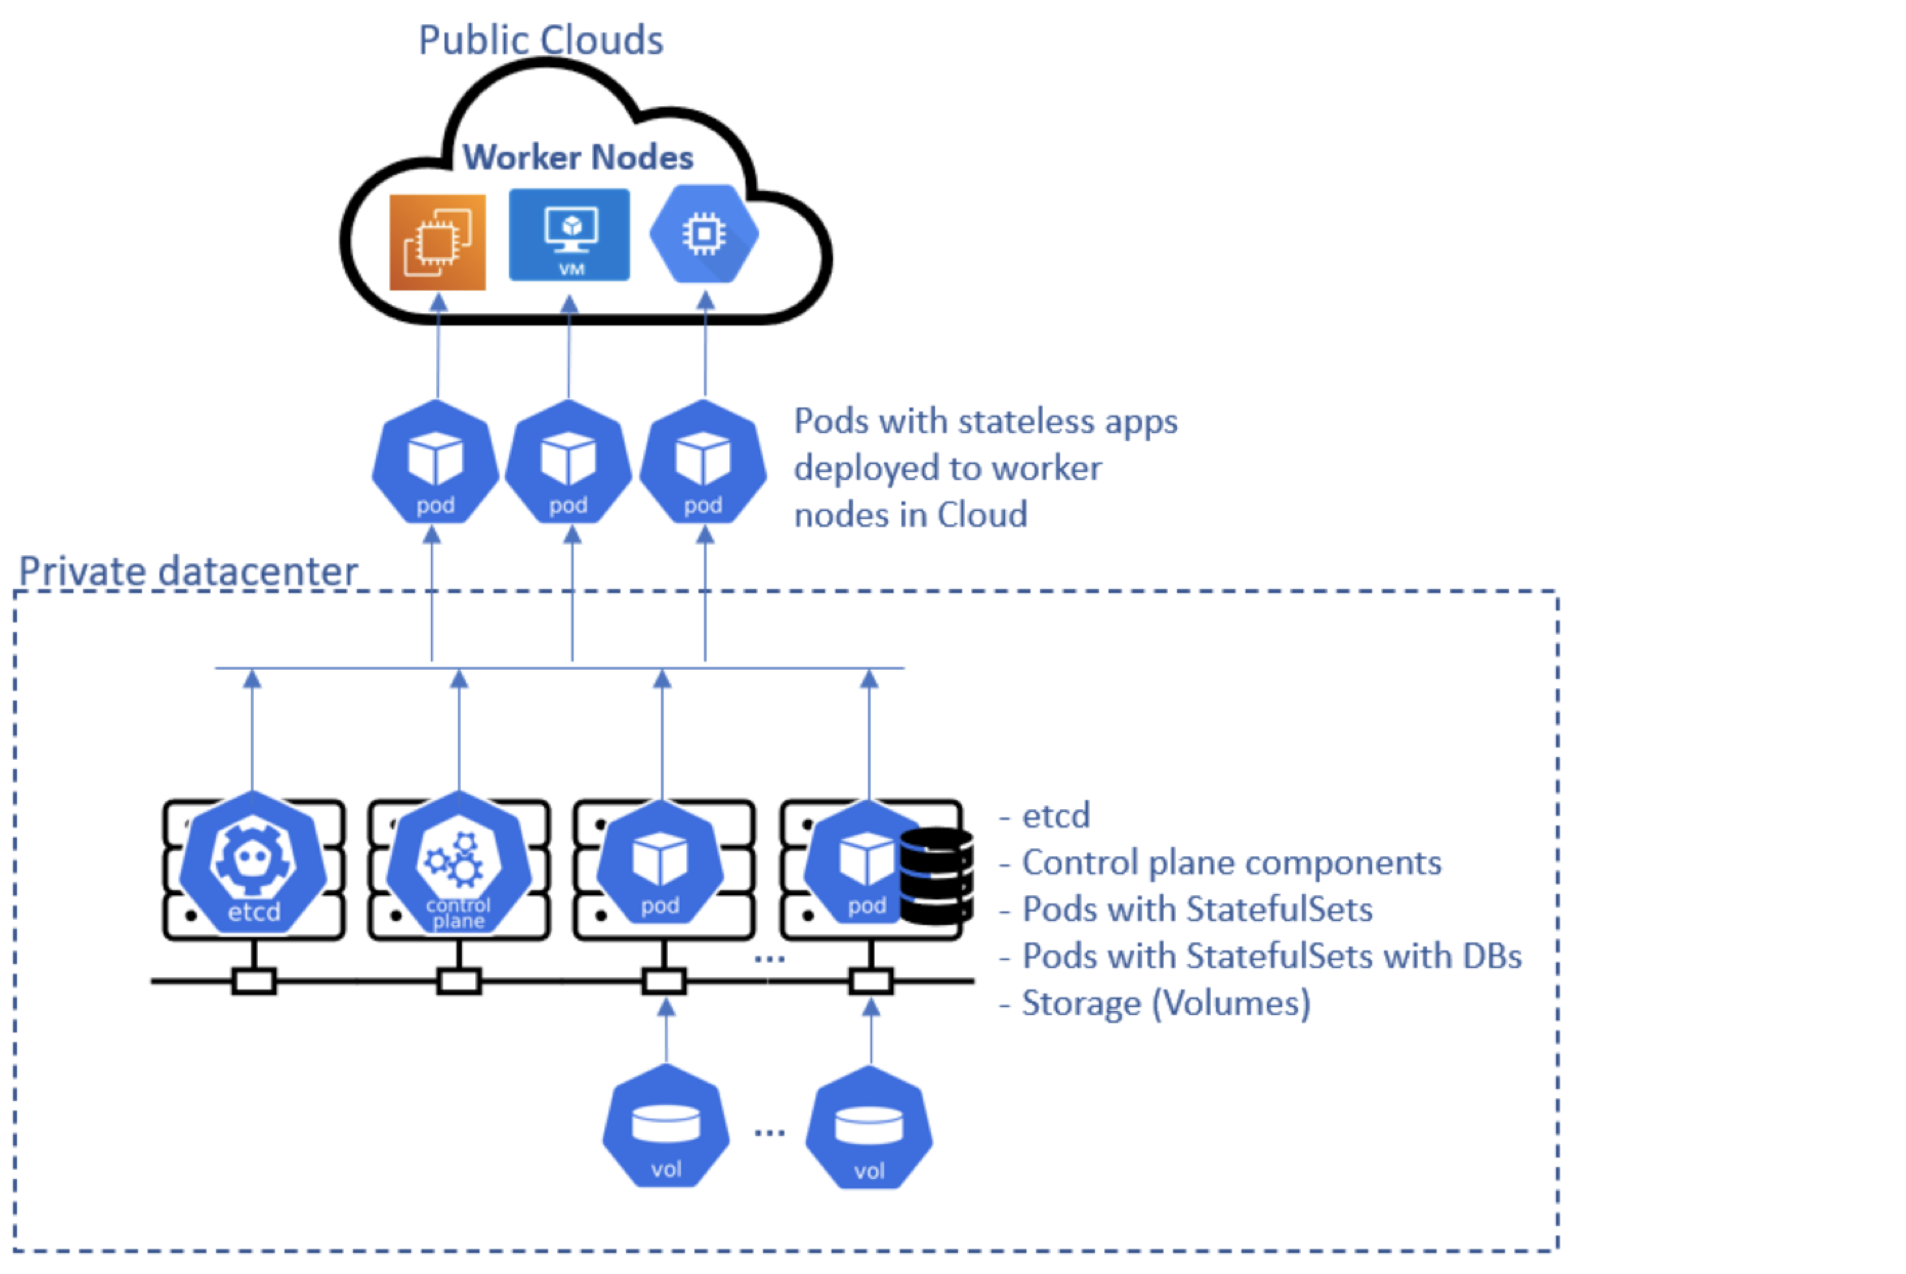 Public Clouds
Worker Nodes
VM
pod
pod
pod
Pods with stateless apps
deployed to worker
nodes in Cloud
Private datacenter
etcd
control
plane
pod
pod
...
- etcd
- Control plane components
- Pods with StatefulSets
- Pods with StatefulSets with DBs
- Storage (Volumes)
vol
...
vol